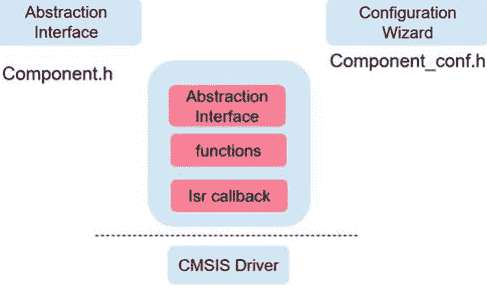 Abstraction
Interface
Component.h
Configuration
Wizard
Component_conf.h
Abstraction
Interface
functions
Isr callback
CMSIS Driver